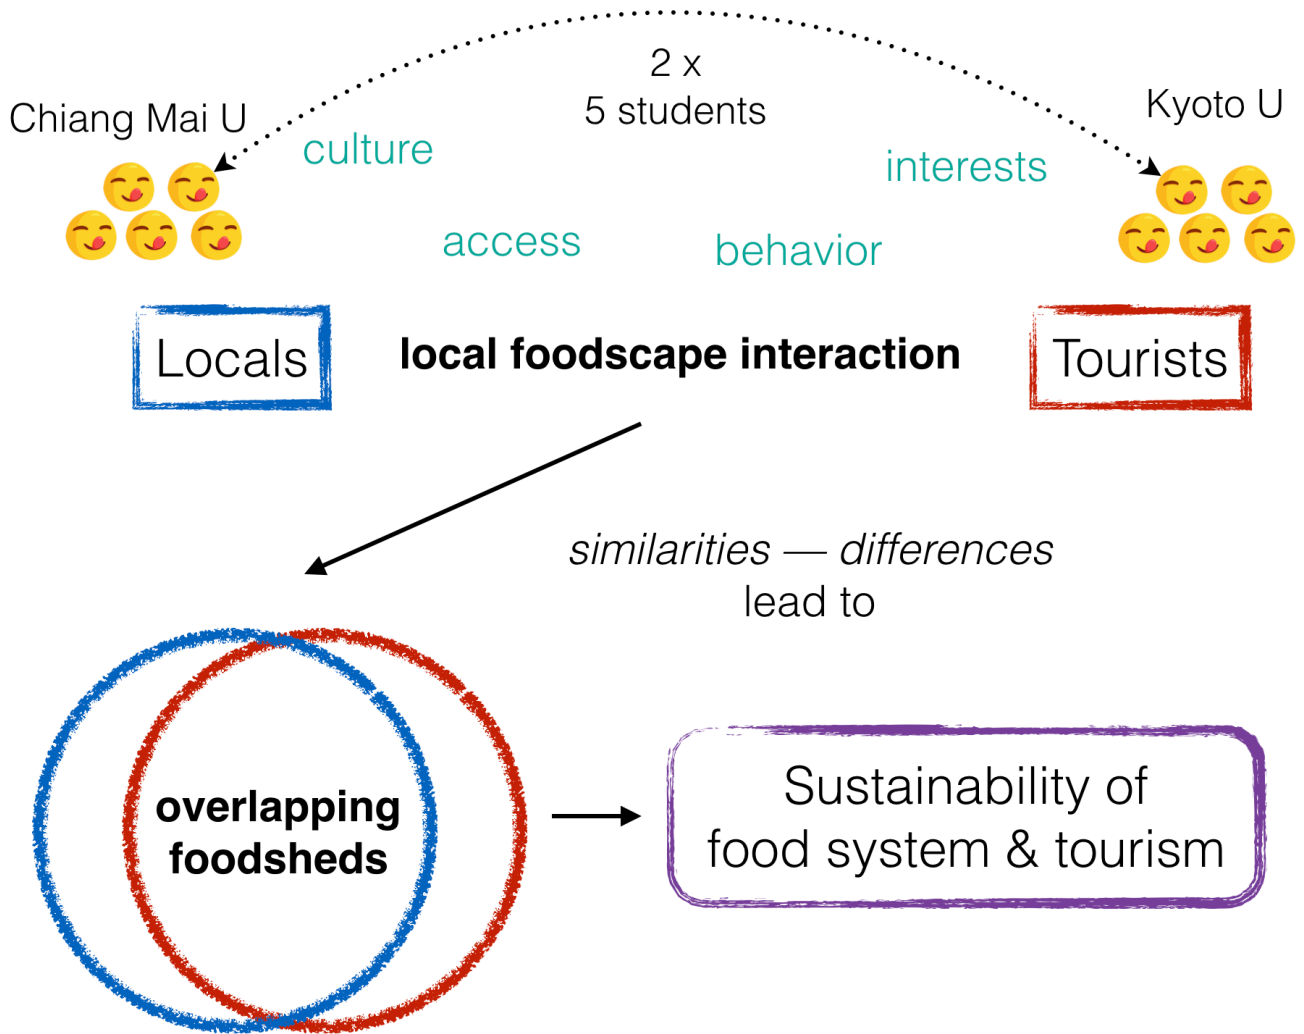 2 x
5 students
Chiang Mai U
Kyoto U
culture
interests
access
behavior
Locals
local foodscape interaction
Tourists
similarities — differences
lead to
overlapping
foodsheds
Sustainability of
food system & tourism